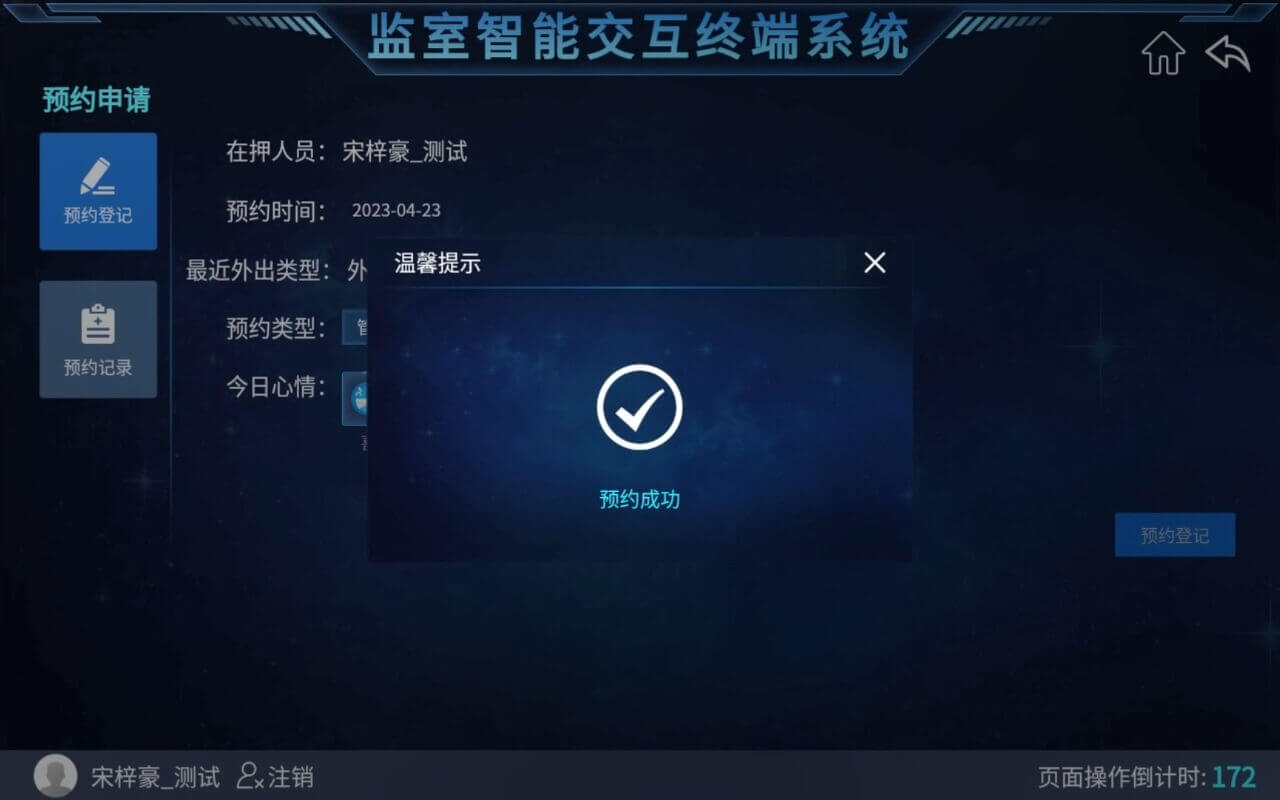 监室智能交互终端系统
预约申请
预约登记
预约记录
在押人员： 宋梓豪_测试
预约时间： 2023-04-23
最近外出类型： 外
预约类型：
今日心情：
温馨提示
预约成功
预约登记
宋梓豪_测试 注销
页面操作倒计时: 172